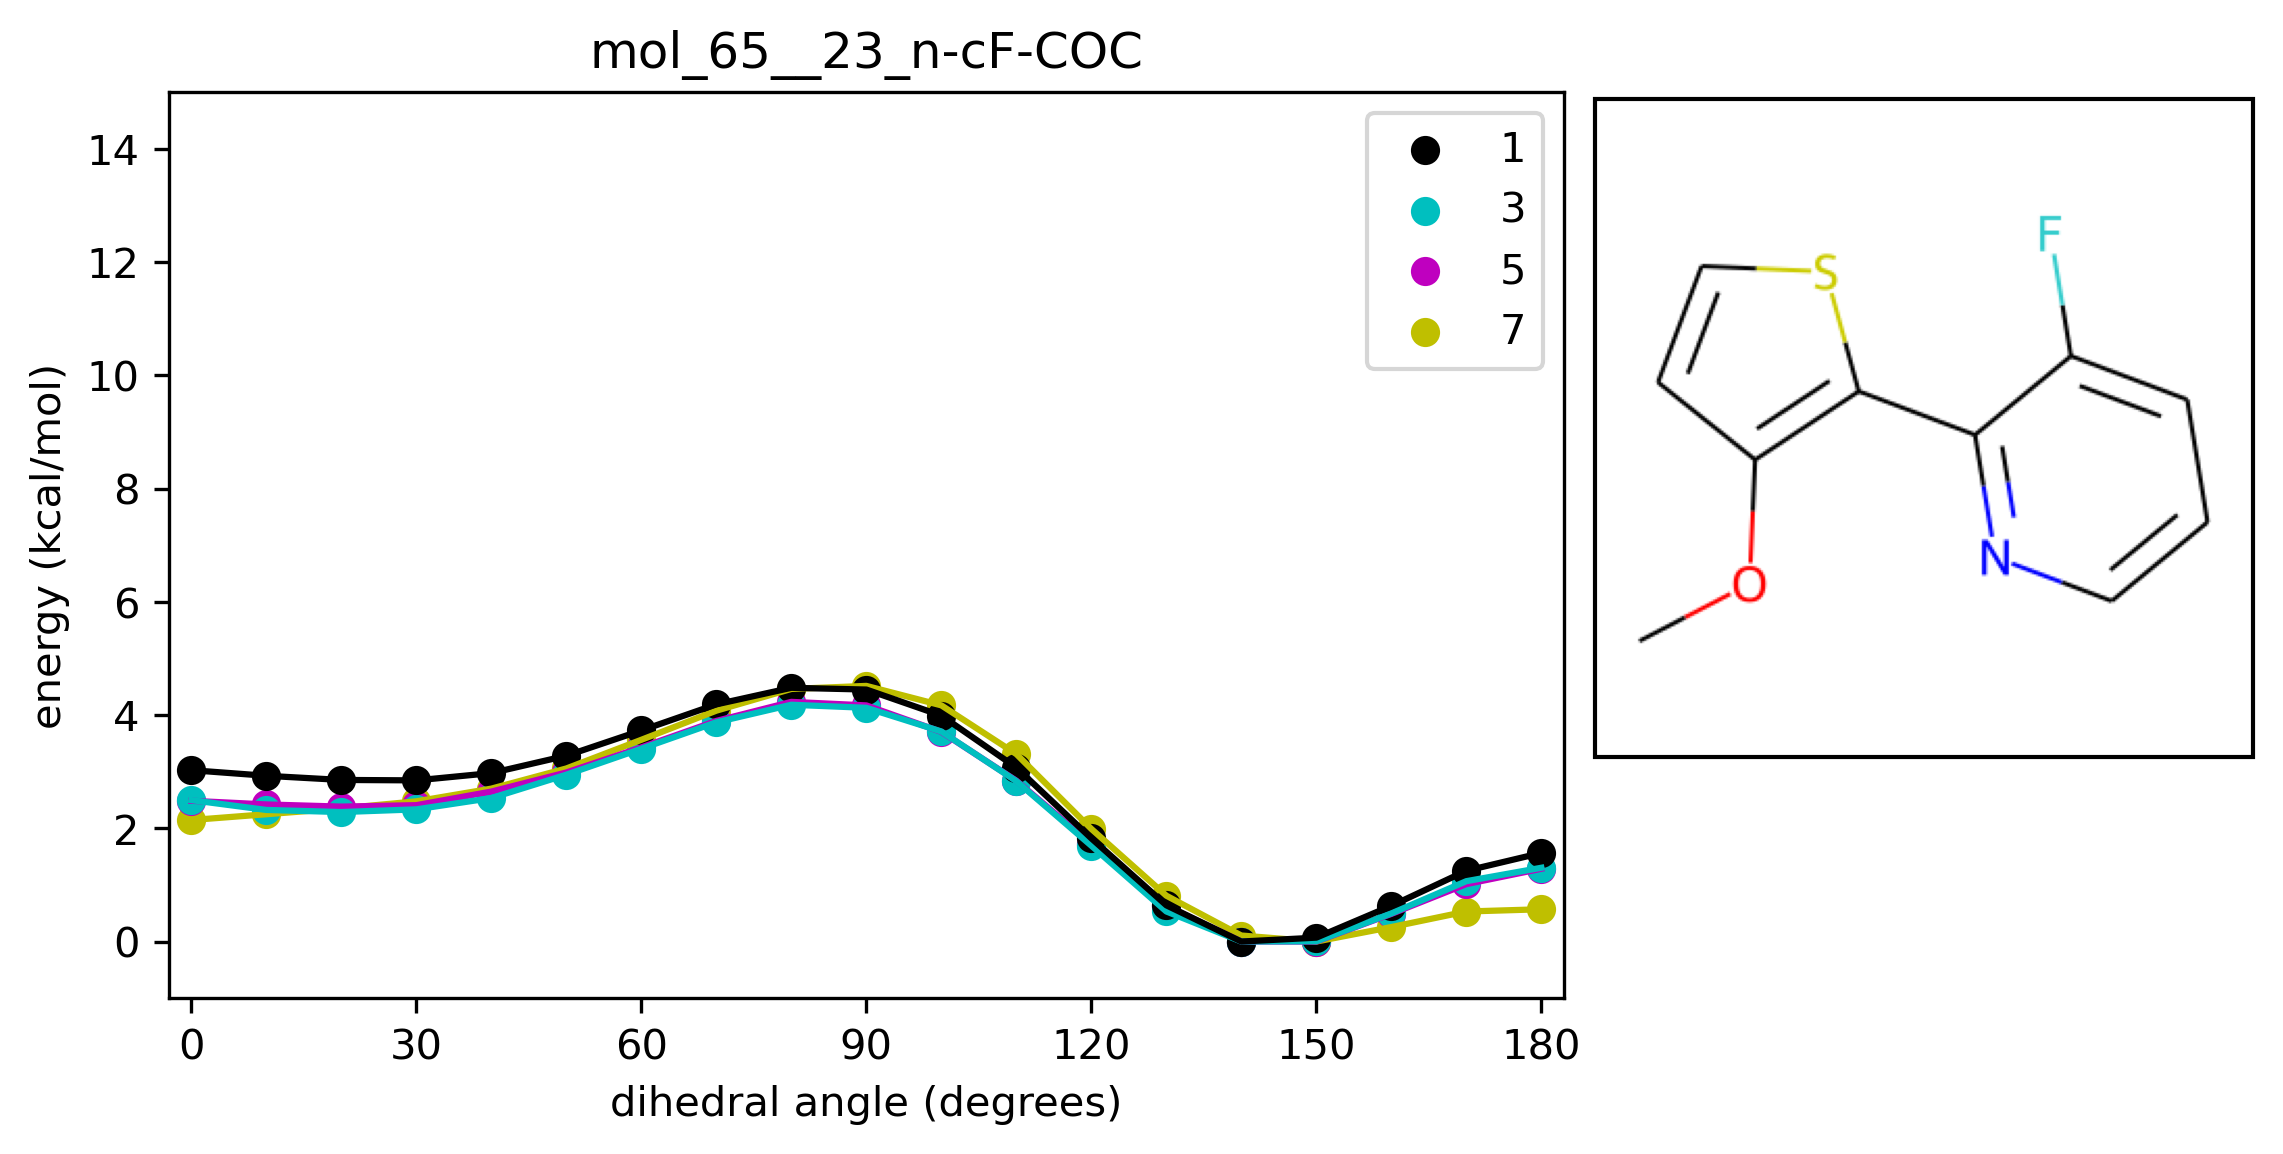 mol_65__23_n-cF-COC
energy (kcal/mol)
14
12
10
8
6
4
2
0
0 30 60 90 120 150 180
dihedral angle (degrees)
1
3
5
7
F
S
N
O